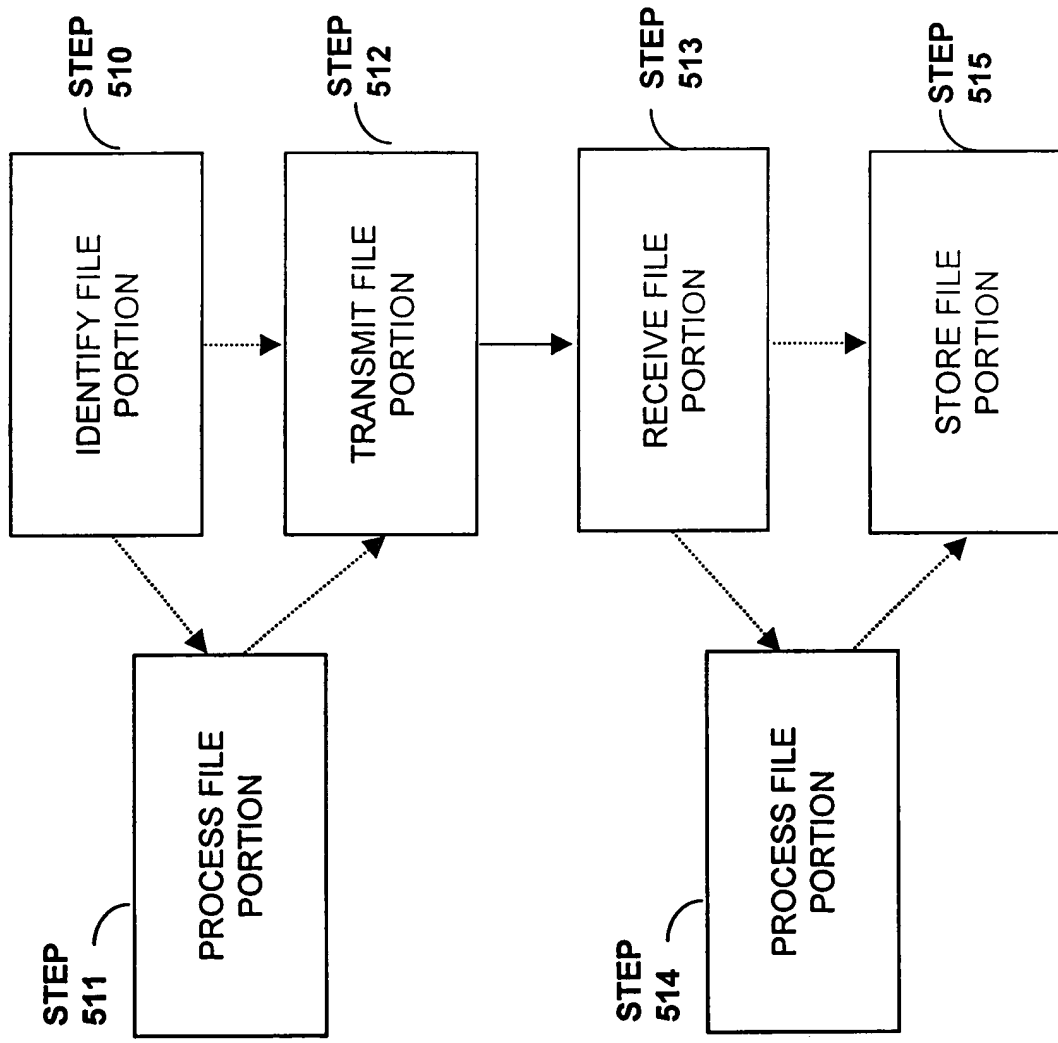 IDENTIFY FILE
PORTION
STEP
510
STEP
511
PROCESS FILE
PORTION
TRANSMIT FILE
PORTION
STEP
512
RECEIVE FILE
PORTION
STEP
513
STEP
514
PROCESS FILE
PORTION
STORE FILE
PORTION
STEP
515